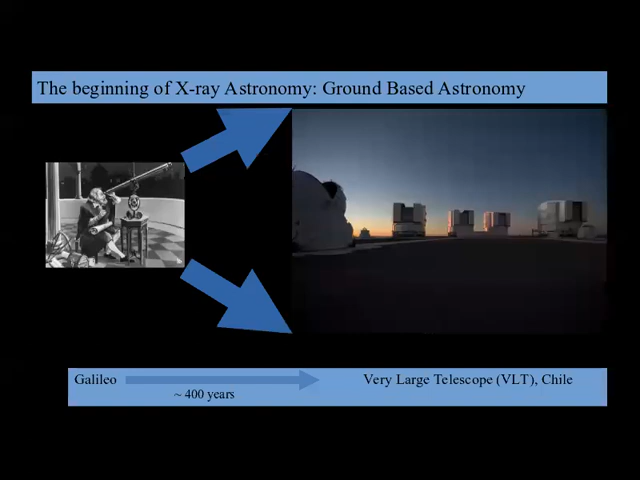 The beginning of X-ray Astronomy: Ground Based Astronomy
Galileo
Very Large Telescope (VLT), Chile
~ 400 years